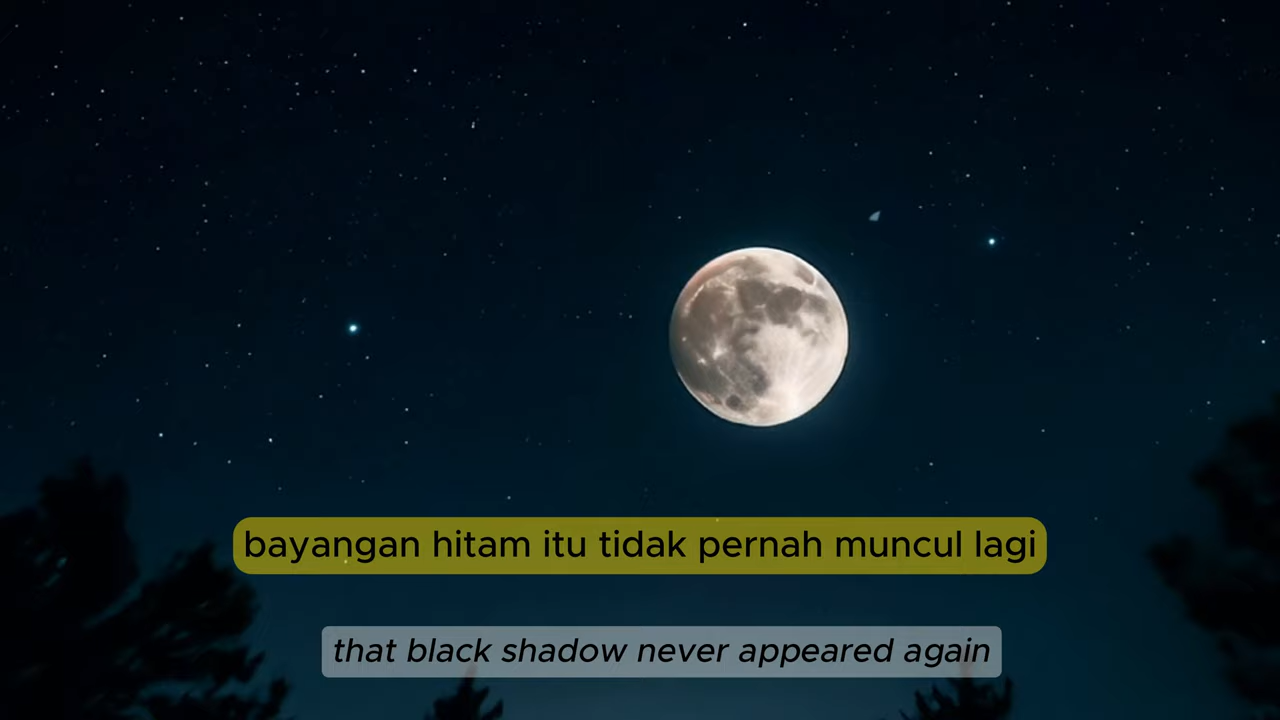 bayangan hitam itu tidak pernah muncul lagi
that black shadow never appeared again